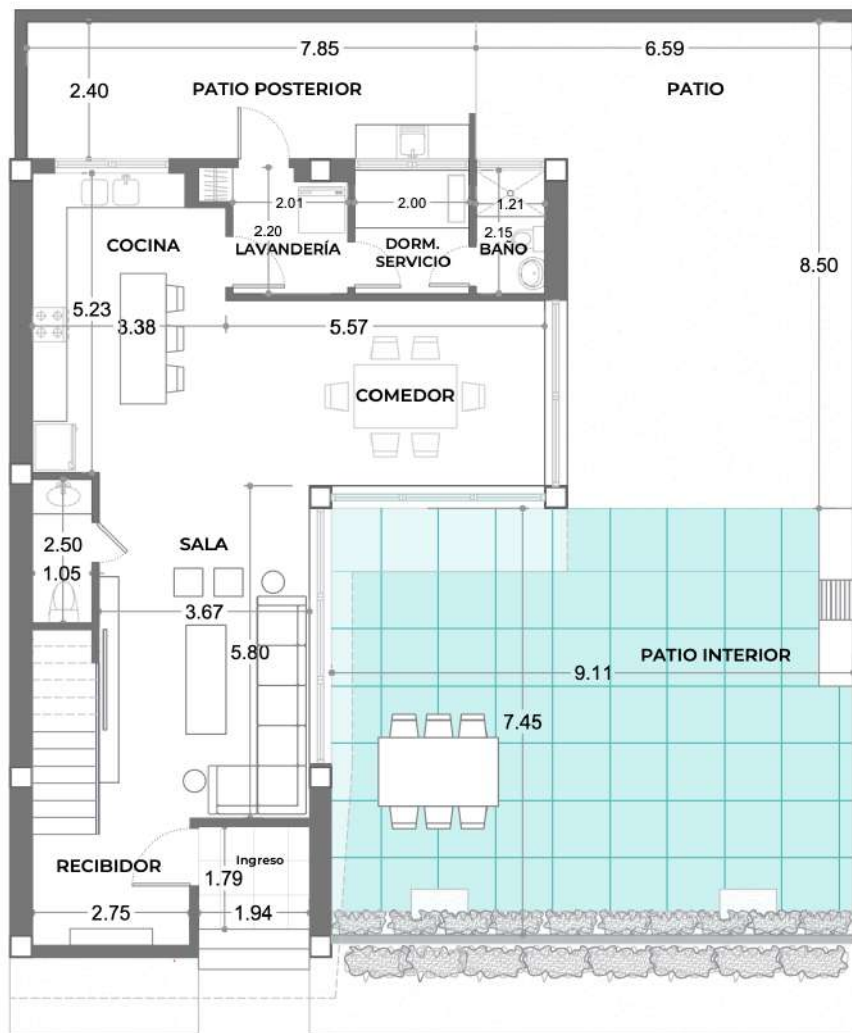 7.85
6.59
2.40
PATIO POSTERIOR
PATIO
2.01
2.00
1.21
2.20
2.15
COCINA
LAVANDERÍA
DORM.
SERVICIO
BAÑO
8.50
5.23
3.38
5.57
COMEDOR
2.50
1.05
SALA
3.67
5.80
PATIO INTERIOR
9.11
7.45
RECIBIDOR
Ingreso
1.79
2.75
1.94